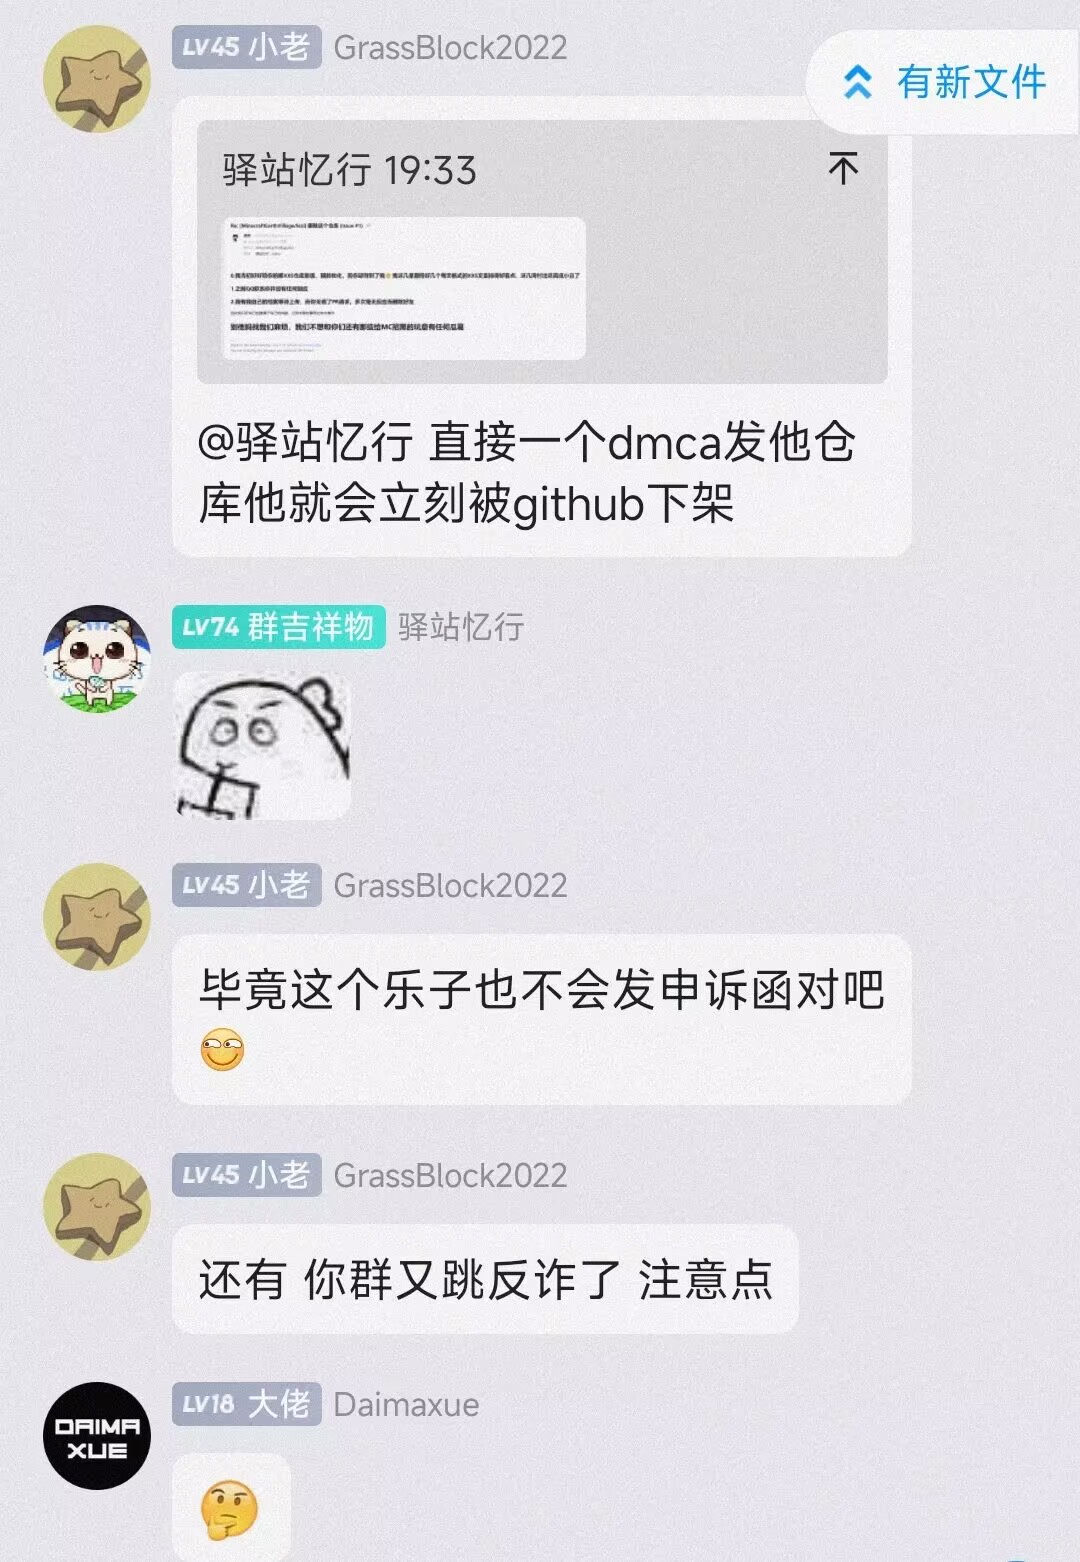 LV45 小老 GrassBlock2022
有新文件
驿站忆行 19:33
@驿站忆行 直接一个dmca发他仓
库他就会立刻被github下架
LV74 群吉祥物 驿站忆行
LV45 小老 GrassBlock2022
毕竟这个乐子也不会发申诉函对吧
LV45 小老 GrassBlock2022
还有 你群又跳反诈了 注意点
DAIMA
XUE
LV18 大佬 Daimaxue